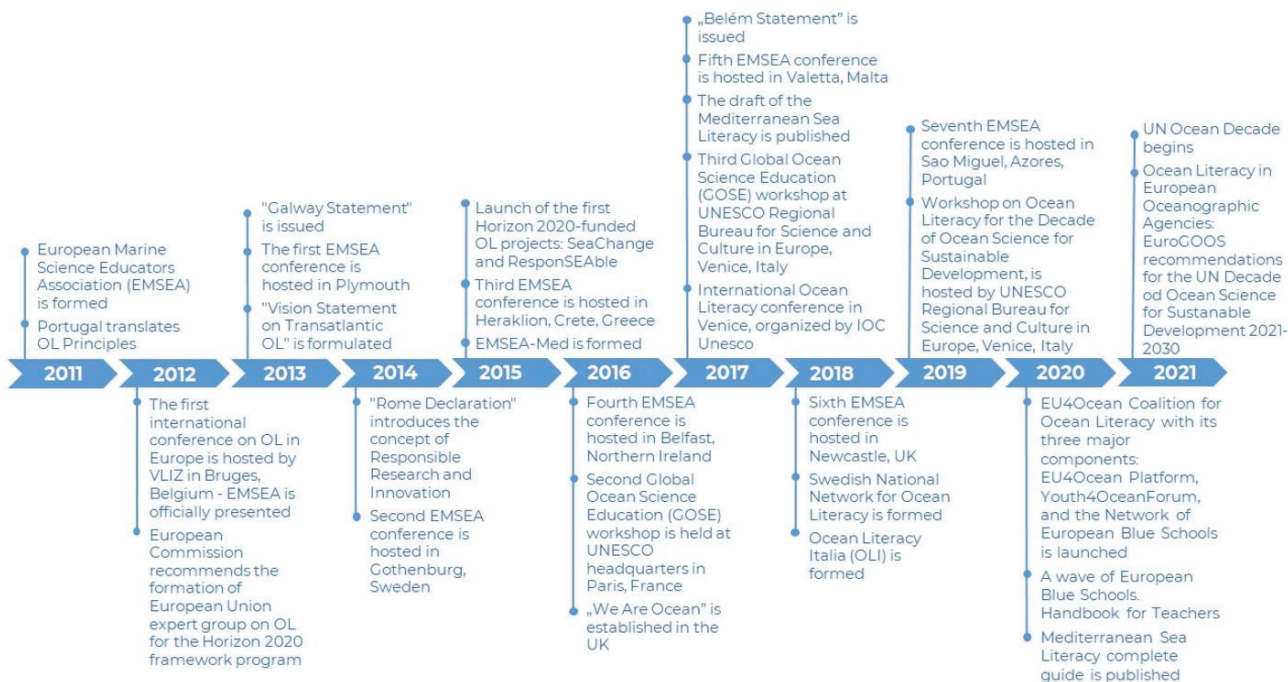 European Marine
Science Educators
Association (EMSEA)
is formed
Portugal translates
OL Principles
2011
2012
The first
international
conference on OL in
Europe is hosted by
VLIZ in Bruges,
Belgium - EMSEA is
officially presented
European
Commission
recommends the
formation of
European Union
expert group on OL
for the Horizon 2020
framework program
"Galway Statement"
is issued
The first EMSEA
conference is
hosted in Plymouth
"Vision Statement
on Transatlantic
OL" is formulated
2013
2014
"Rome Declaration"
introduces the
concept of
Responsible
Research and
Innovation
Second EMSEA
conference is
hosted in
Gothenburg,
Sweden
Launch of the first
Horizon 2020-funded
OL projects: SeaChange
and ResponSEAble
Third EMSEA
conference is hosted in
Heraklion, Crete, Greece
EMSEA-Med is formed
2015
2016
Fourth EMSEA
conference is
hosted in Belfast,
Northern Ireland
Second Global
Ocean Science
Education (GOSE)
workshop is held at
UNESCO
headquarters in
Paris, France
„We Are Ocean” is
established in the
UK
„Belém Statement” is
issued
Fifth EMSEA conference
is hosted in Valetta, Malta
The draft of the
Mediterranean Sea
Literacy is published
Third Global Ocean
Science Education
(GOSE) workshop at
UNESCO Regional
Bureau for Science and
Culture in Europe,
Venice, Italy
International Ocean
Literacy conference in
Venice, organized by IOC
Unesco
2017
2018
Sixth EMSEA
conference is
hosted in
Newcastle, UK
Swedish National
Network for Ocean
Literacy is formed
Ocean Literacy
Italia (OLI) is
formed
Seventh EMSEA
conference is hosted in
Sao Miguel, Azores,
Portugal
Workshop on Ocean
Literacy for the Decade
of Ocean Science for
Sustainable
Development, is
hosted by UNESCO
Regional Bureau for
Science and Culture in
Europe, Venice, Italy
2019
2020
EU4Ocean Coalition for
Ocean Literacy with its
three major
components:
EU4Ocean Platform,
Youth4OceanForum,
and the Network of
European Blue Schools
is launched
A wave of European
Blue Schools.
Handbook for Teachers
Mediterranean Sea
Literacy complete
guide is published
UN Ocean Decade
begins
Ocean Literacy in
European
Oceanographic
Agencies:
EuroGOOS
recommendations
for the UN Decade
od Ocean Science
for Sustanable
Development 2021-
2030
2021